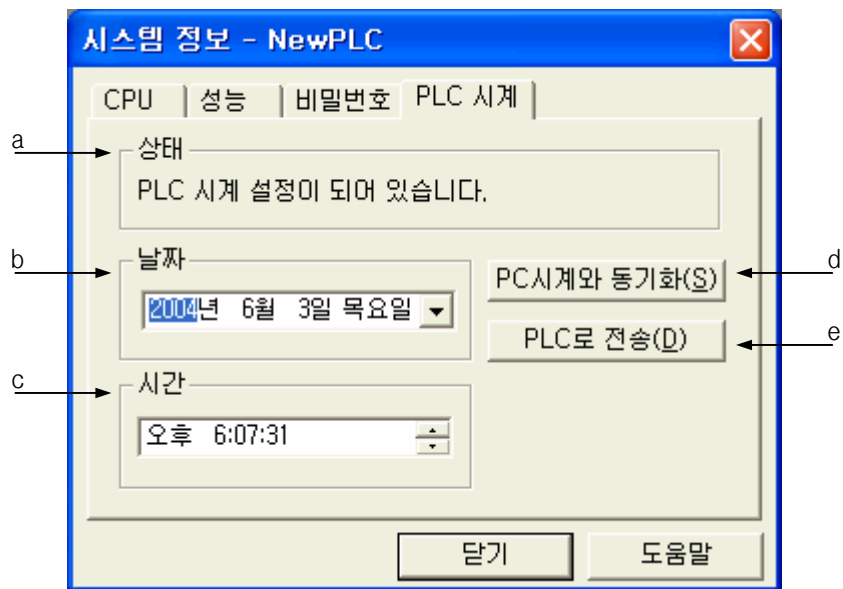 시스템 정보 - NewPLC
CPU 성능 비밀번호 PLC 시계
a
상태
PLC 시계 설정이 되어 있습니다.
b
날짜
2004년 6월 3일 목요일
PC시계와 동기화(S)
d
PLC로 전송(D)
e
c
시간
오후 6:07:31
닫기 도움말